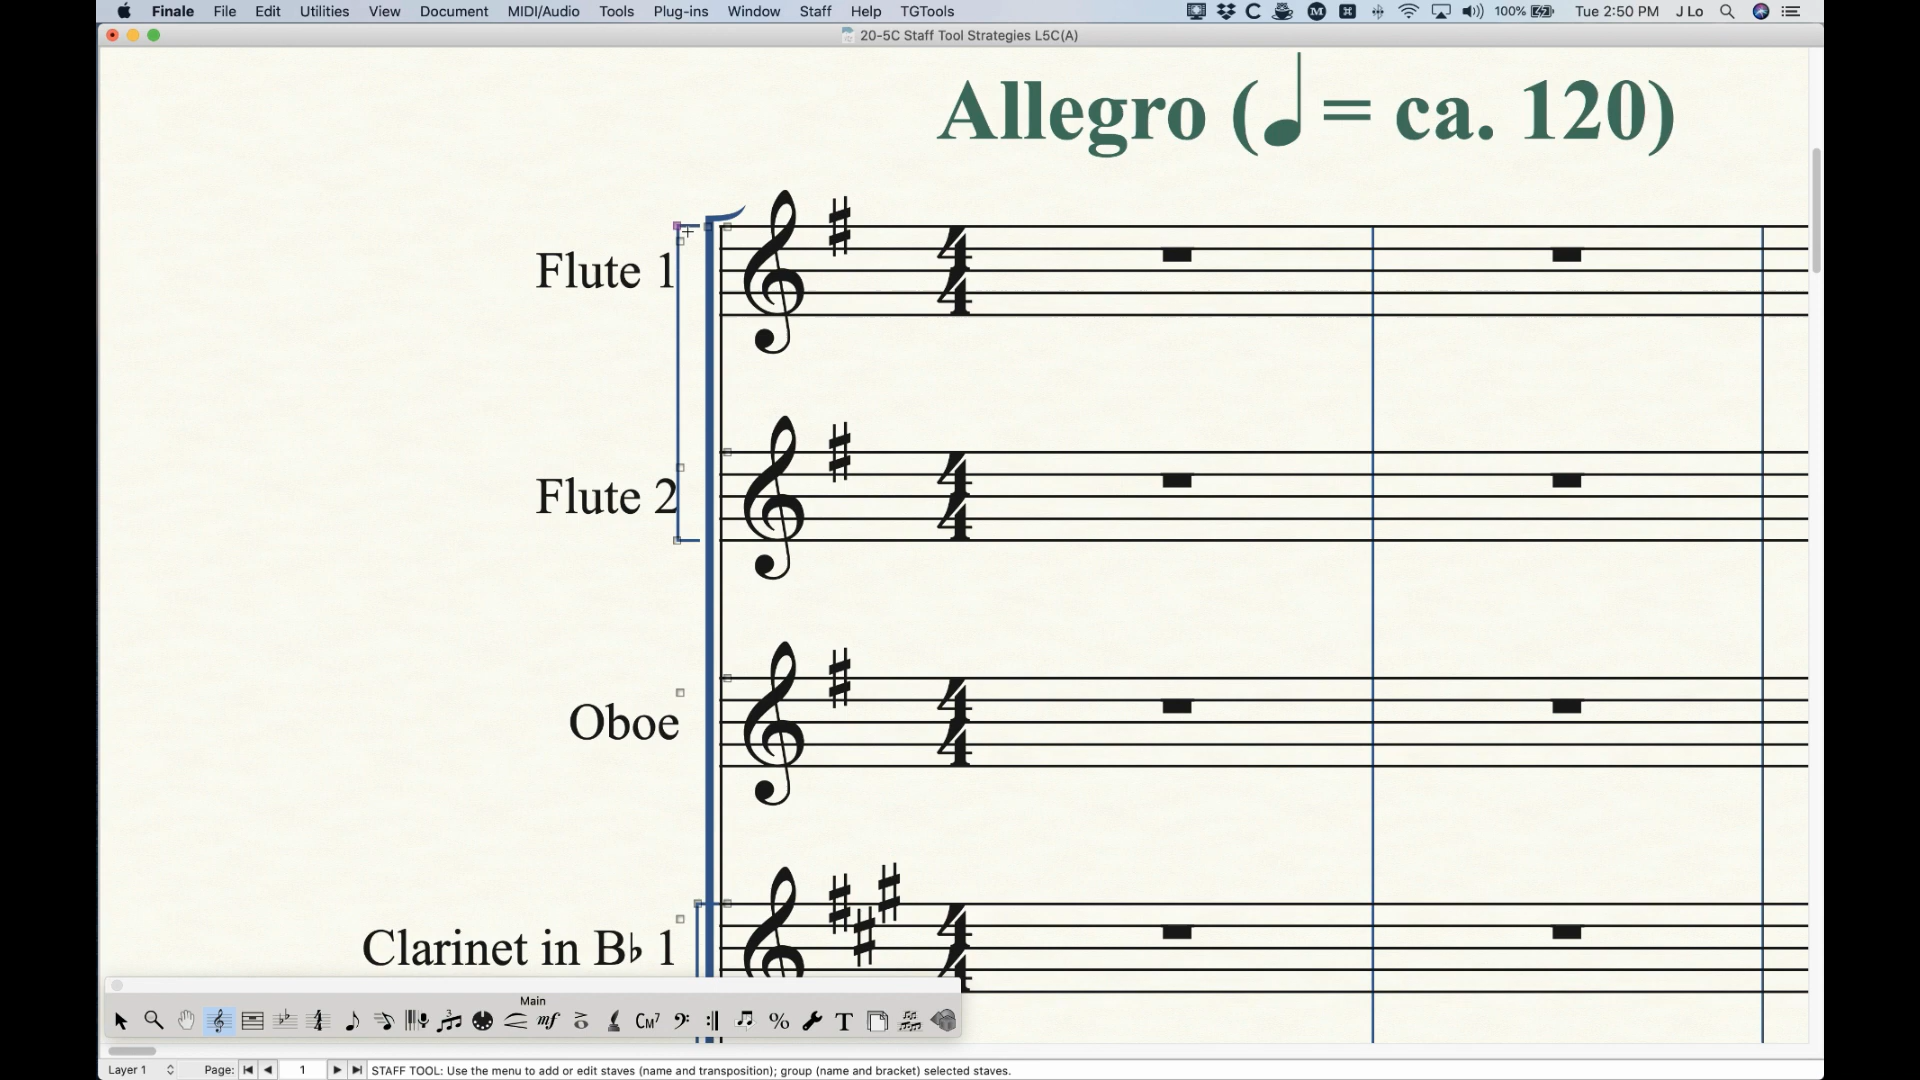 Finale File Edit Utilities View Document MIDI/Audio Tools Plug-ins Window Staff Help TGTools 100% Tue 2:50 PM J Lo
20-5C Staff Tool Strategies L5C(A)
Allegro (♩ = ca. 120)
Flute 1
Flute 2
Oboe
Clarinet in B♭ 1
Main
CM7
Layer 1 Page: 1 STAFF TOOL: Use the menu to add or edit staves (name and transposition); group (name and bracket) selected staves.